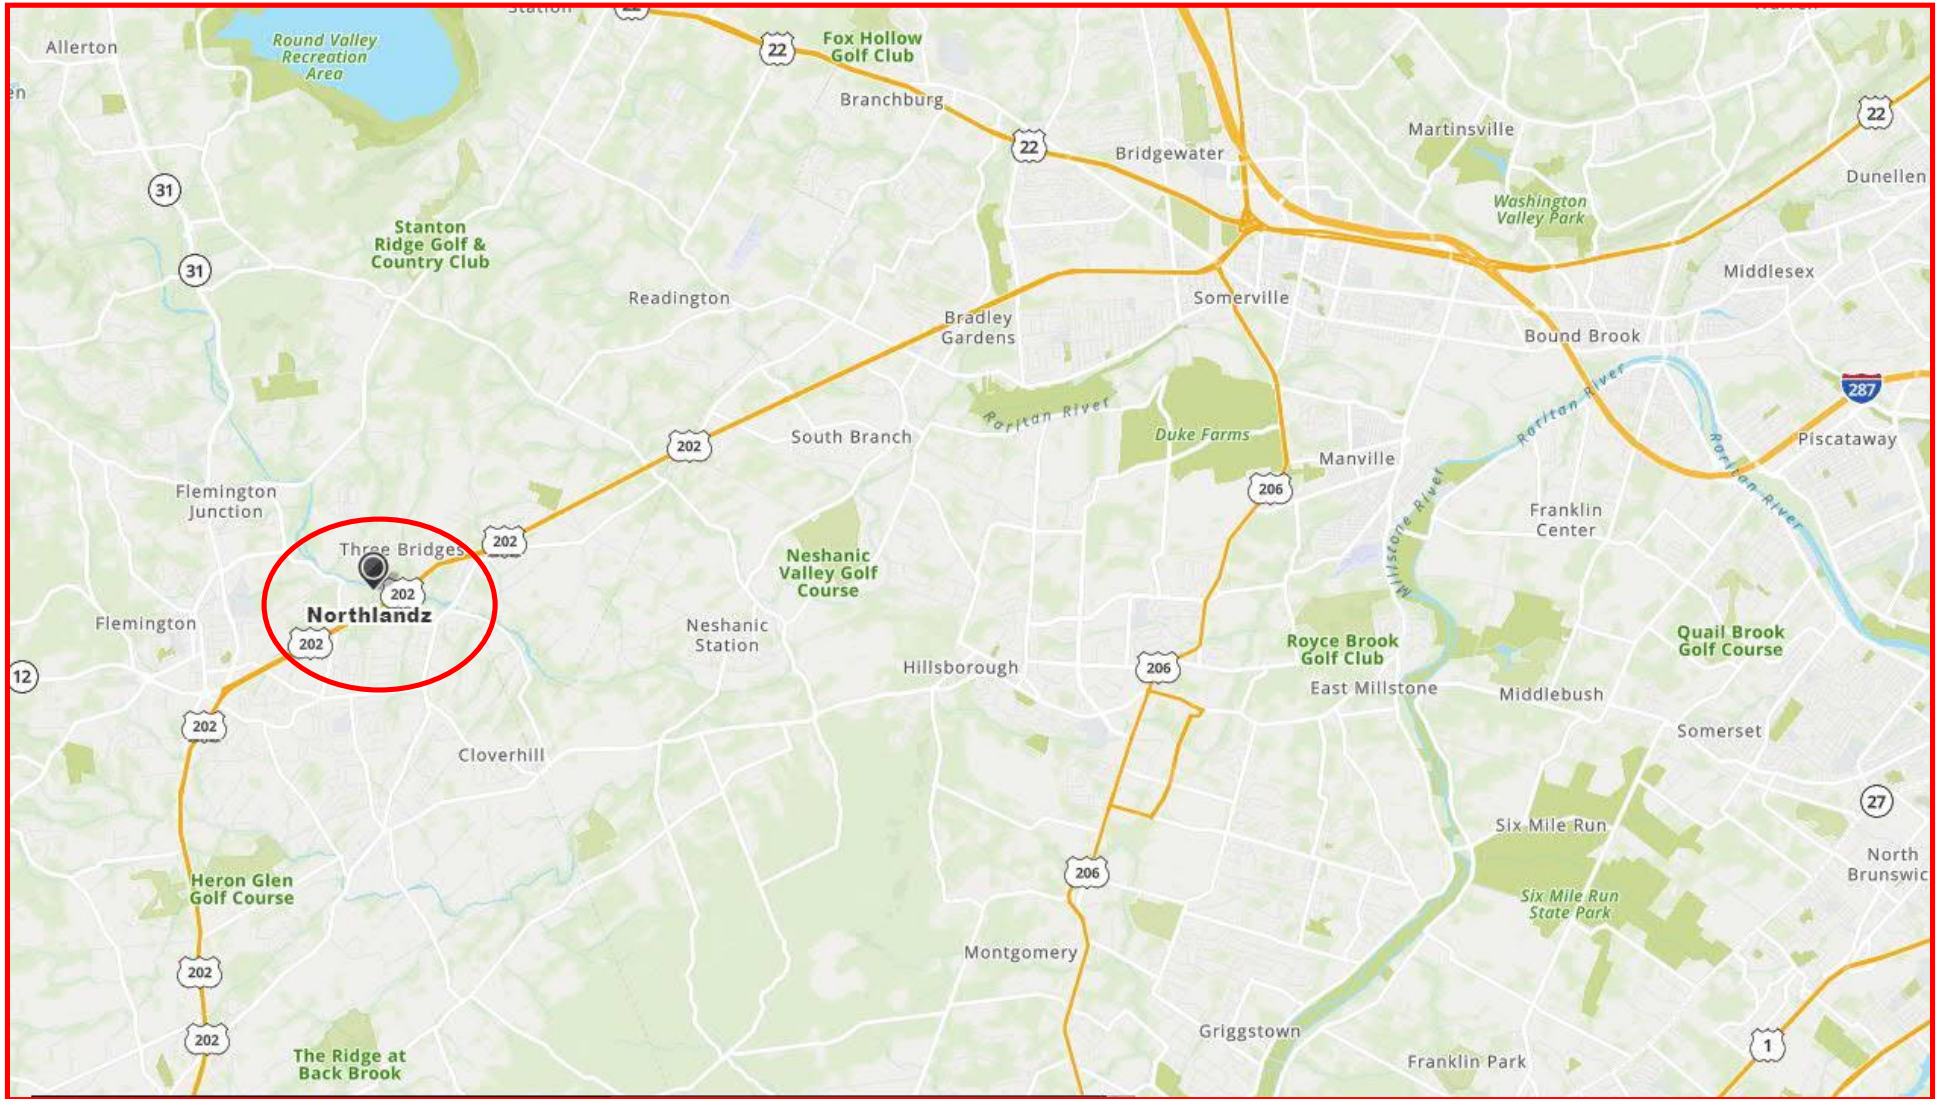 Station
22
Warren
Allerton
Round Valley
Recreation
Area
22
Fox Hollow
Golf Club
en
Branchburg
22
Martinsville
22
Bridgewater
Dunellen
31
Washington
Valley Park
Stanton
Ridge Golf &
Country Club
31
Middlesex
Readington
Somerville
Bradley
Gardens
Bound Brook
287
Raritan River
Raritan River
202
South Branch
Duke Farms
Manville
Piscataway
Raritan River
206
Flemington
Junction
Millstone River
Franklin
Center
Three Bridges
202
Neshanic
Valley Golf
Course
202
Northlandz
Flemington
202
Neshanic
Station
Royce Brook
Golf Club
Quail Brook
Golf Course
12
Hillsborough
206
East Millstone
Middlebush
202
Somerset
Cloverhill
27
Six Mile Run
Heron Glen
Golf Course
206
North
Brunswic
Six Mile Run
State Park
Montgomery
202
Griggstown
202
1
The Ridge at
Back Brook
Franklin Park